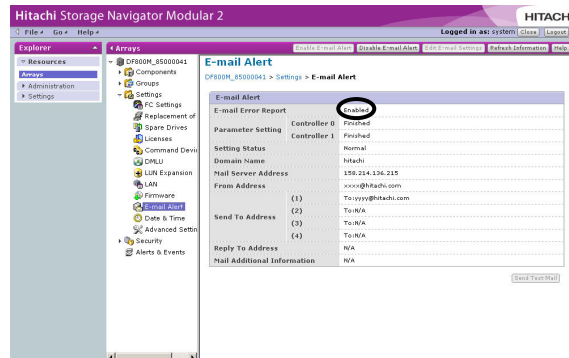 Hitachi Storage Navigator Modular 2
HITACH
File Go Help
Logged in as: system Close Logout
Explorer
Arrays
Enable E-mail Alert Disable E-mail Alert Edit E-mail Settings Refresh Information Help
Resources
Arrays
Administration
Settings
DF800M_85000041
Components
Groups
Settings
FC Settings
Replacement of
Spare Drives
Licenses
Command Devi
DMLU
LUN Expansion
LAN
Firmware
E-mail Alert
Date & Time
Advanced Settin
Security
Alerts & Events
E-mail Alert
DF800M_85000041 > Settings > E-mail Alert
E-mail Alert
E-mail Error Report Enabled
Parameter Setting Controller 0 Finished
Controller 1 Finished
Setting Status Normal
Domain Name hitachi
Mail Server Address 158.214.136.215
From Address xxxx@hitachi.com
Send To Address (1) To:yyyy@hitachi.com
(2) To:N/A
(3) To:N/A
(4) To:N/A
Reply To Address N/A
Mail Additional Information N/A
Send Test Mail